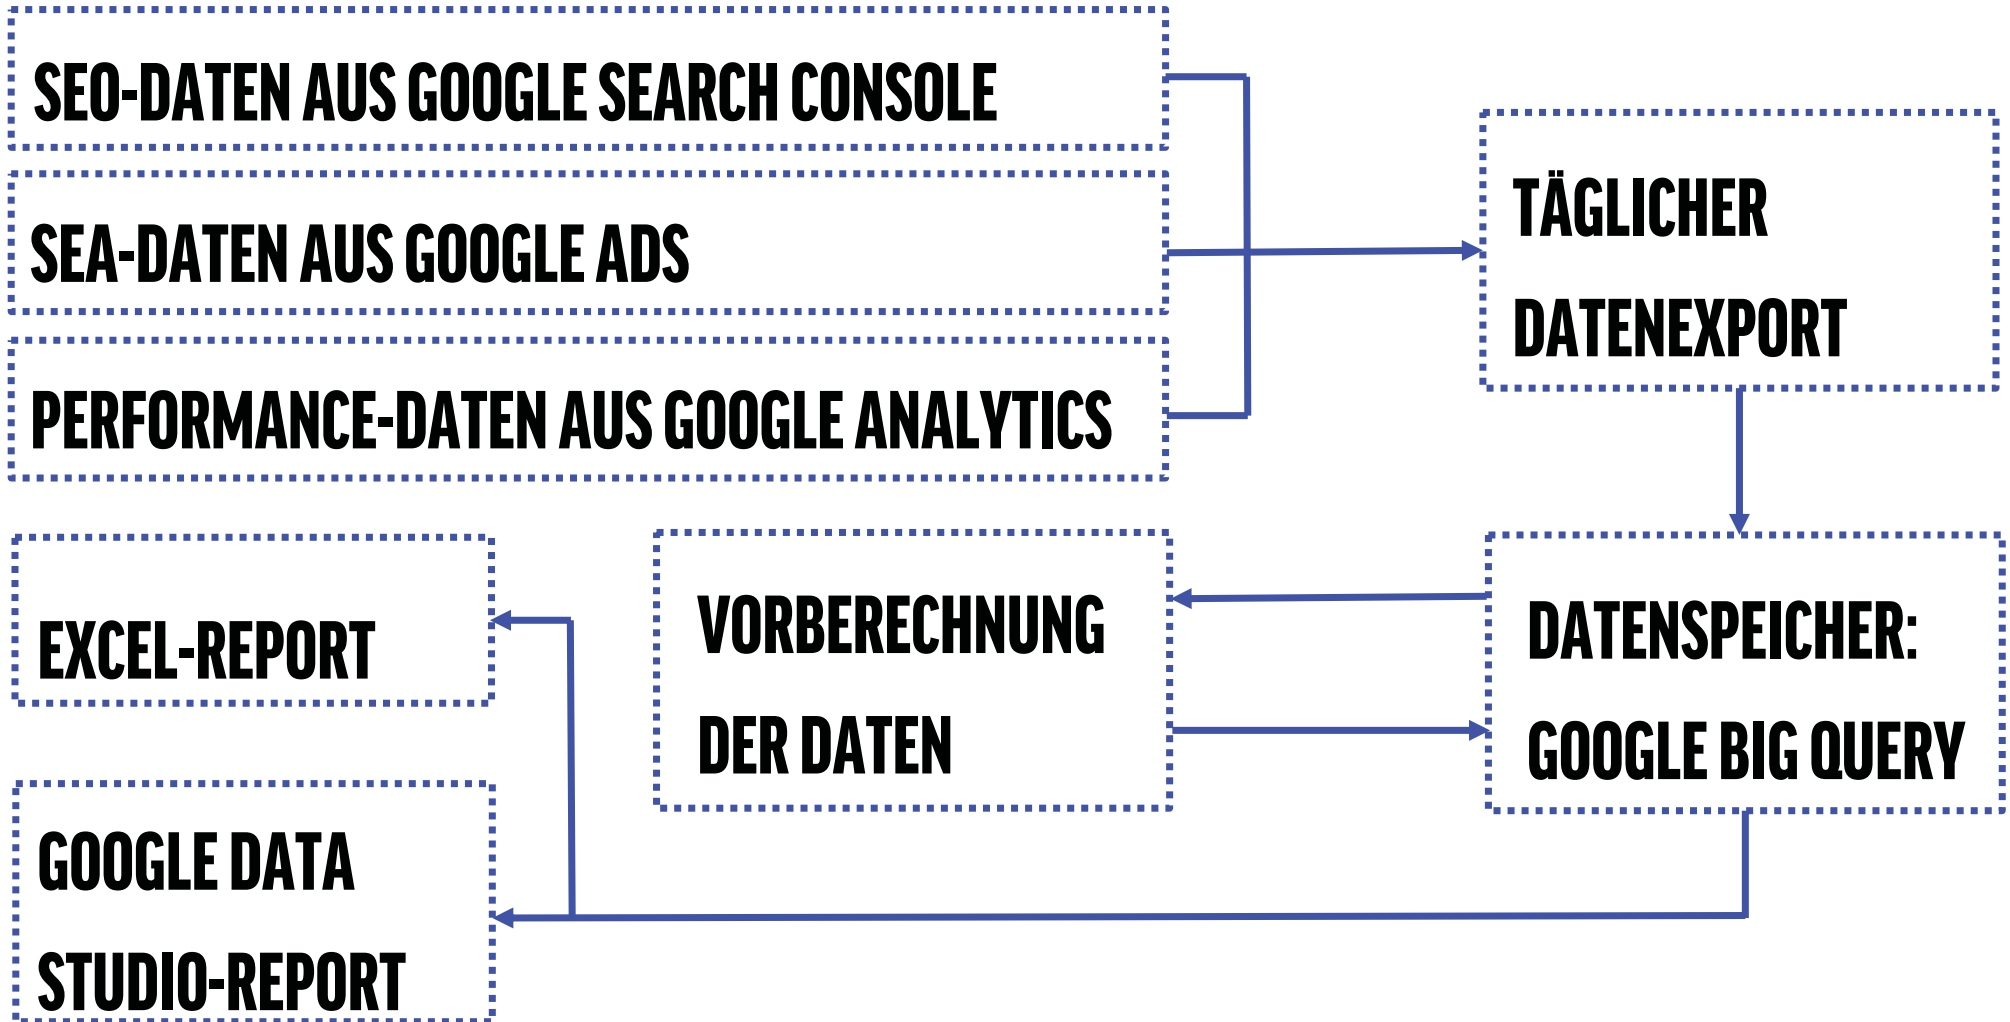 SEO-DATEN AUS GOOGLE SEARCH CONSOLE
SEA-DATEN AUS GOOGLE ADS
PERFORMANCE-DATEN AUS GOOGLE ANALYTICS
TÄGLICHER
DATENEXPORT
DATENSPEICHER:
GOOGLE BIG QUERY
VORBERECHNUNG
DER DATEN
EXCEL-REPORT
GOOGLE DATA
STUDIO-REPORT